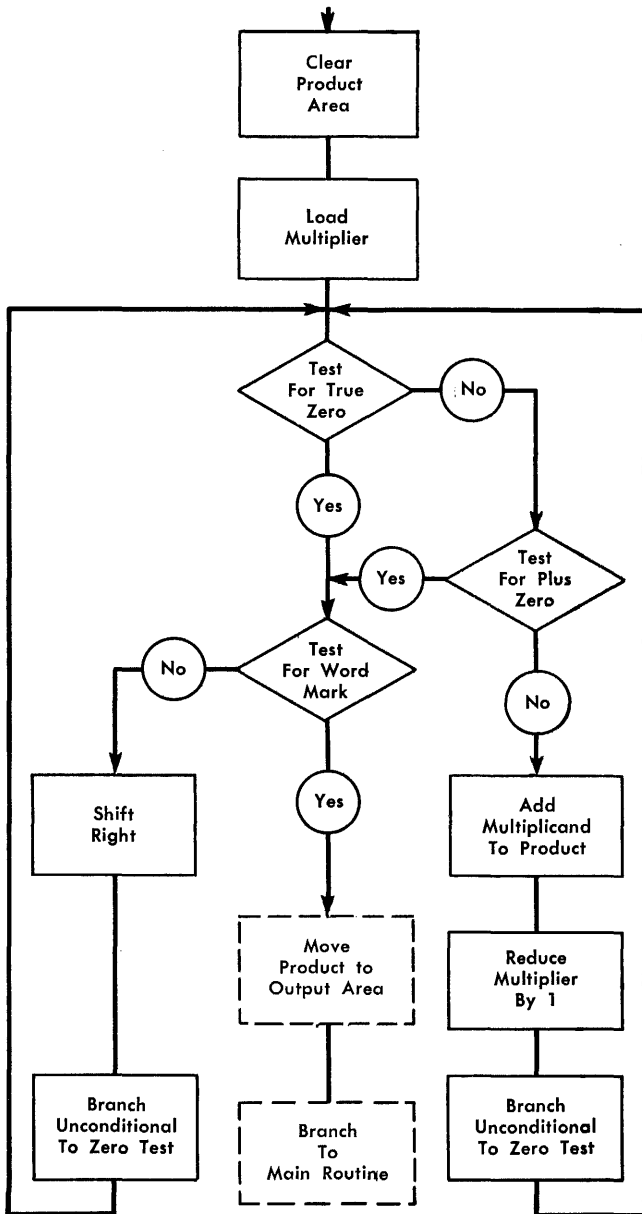 Clear
Product
Area
Load
Multiplier
Test
For True
Zero
No
Yes
Test
For Plus
Zero
Yes
Test
For Word
Mark
No
No
Yes
Shift
Right
Add
Multiplicand
To Product
Move
Product to
Output Area
Reduce
Multiplier
By 1
Branch
Unconditional
To Zero Test
Branch
To
Main Routine
Branch
Unconditional
To Zero Test